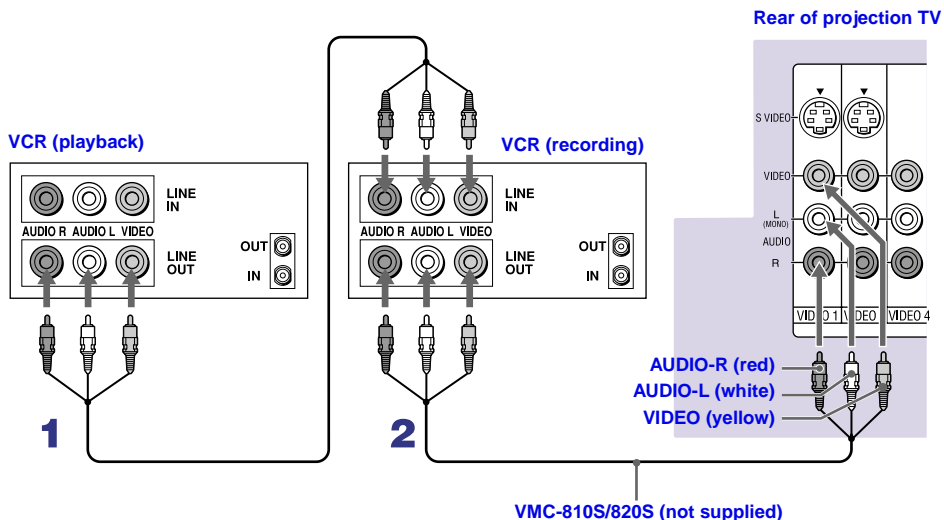 Rear of projection TV
S VIDEO
VIDEO
L
(MONO)
AUDIO
R
VIDEO 1
VIDEO
VIDEO 4
VCR (playback)
LINE
IN
AUDIO R AUDIO L VIDEO
LINE
OUT
OUT
IN
VCR (recording)
LINE
IN
AUDIO R AUDIO L VIDEO
LINE
OUT
OUT
IN
AUDIO-R (red)
AUDIO-L (white)
VIDEO (yellow)
1
2
VMC-810S/820S (not supplied)